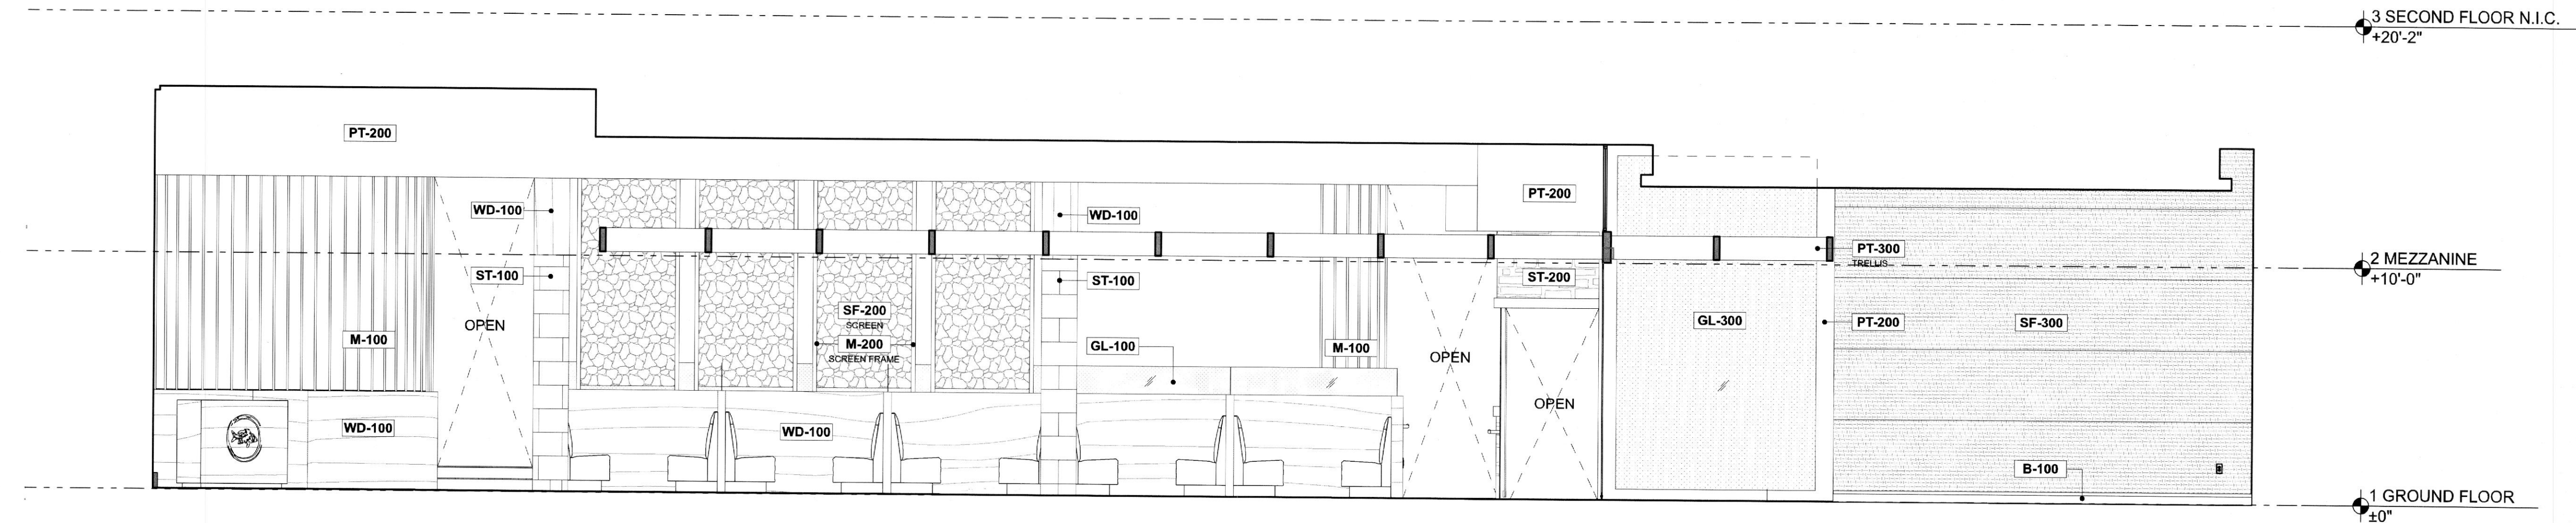 3 SECOND FLOOR N.I.C.
+20'-2"
PT-200
PT-200
WD-100
WD-100
PT-300
TRELLIS
2 MEZZANINE
+10'-0"
ST-100
ST-100
ST-200
SF-200
SCREEN
OPEN
GL-300
PT-200
SF-300
M-100
M-200
SCREEN FRAME
GL-100
M-100
OPEN
OPEN
WD-100
WD-100
B-100
1 GROUND FLOOR
±0"